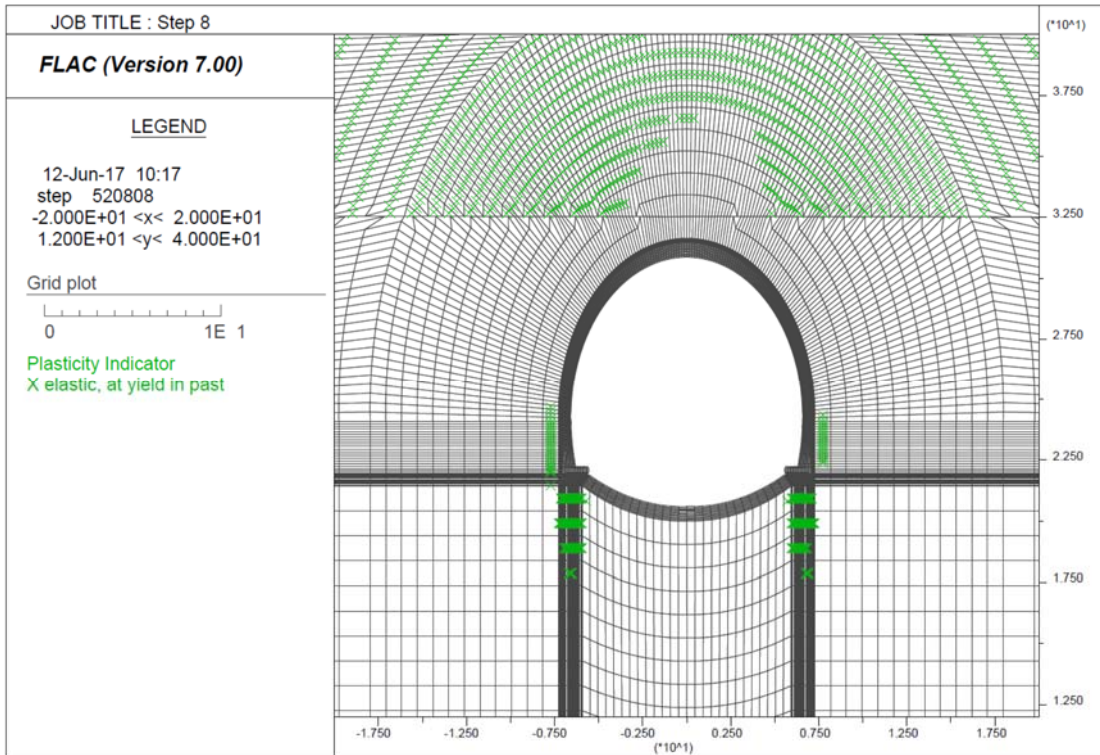 JOB TITLE : Step 8
FLAC (Version 7.00)
LEGEND
12-Jun-17 10:17
step 520808
-2.000E+01 <x< 2.000E+01
1.200E+01 <y< 4.000E+01
Grid plot
0 1E 1
Plasticity Indicator
X elastic, at yield in past
(*10^1)
3.750
3.250
2.750
2.250
1.750
1.250
-1.750 -1.250 -0.750 -0.250 0.250 0.750 1.250 1.750
(*10^1)